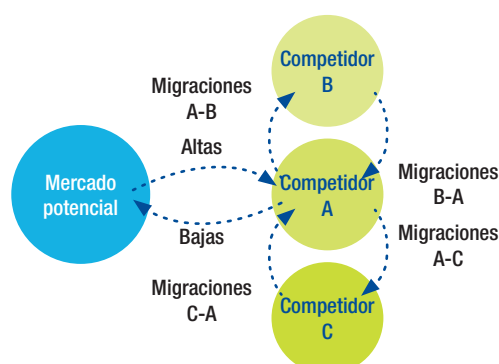 Competidor
B
Migraciones
A-B
Altas
Mercado
potencial
Competidor
A
Migraciones
B-A
Bajas
Migraciones
A-C
Migraciones
C-A
Competidor
C